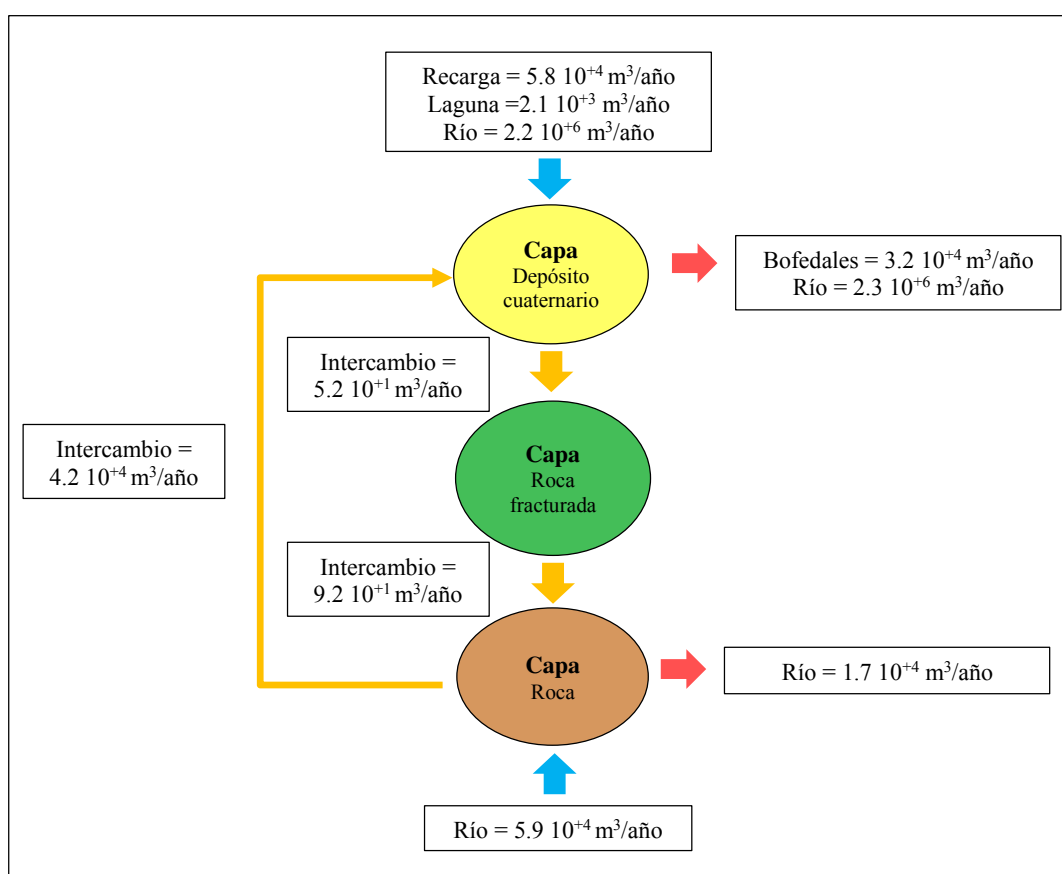 Recarga = 5.8 10⁺⁴ m³/año
Laguna =2.1 10⁺³ m³/año
Río = 2.2 10⁺⁶ m³/año
Capa
Depósito
cuaternario
Bofedales = 3.2 10⁺⁴ m³/año
Río = 2.3 10⁺⁶ m³/año
Intercambio =
5.2 10⁺¹ m³/año
Intercambio =
4.2 10⁺⁴ m³/año
Capa
Roca
fracturada
Intercambio =
9.2 10⁺¹ m³/año
Capa
Roca
Río = 1.7 10⁺⁴ m³/año
Río = 5.9 10⁺⁴ m³/año